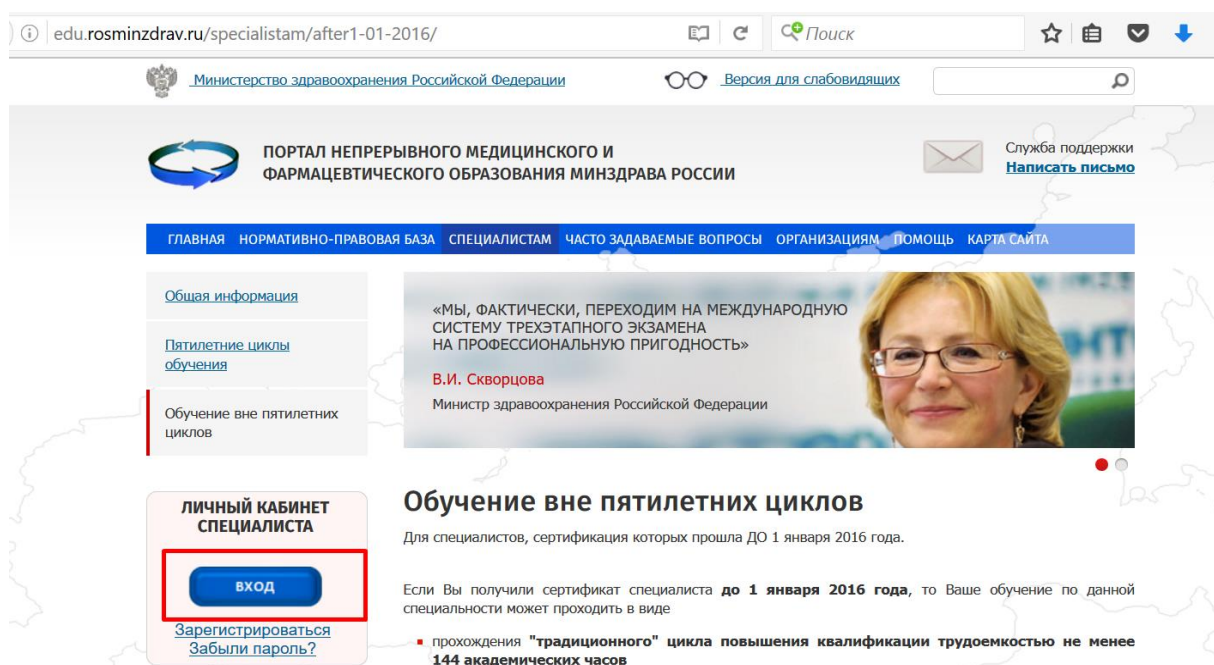 edu.rosminzdrav.ru/specialistam/after1-01-2016/
Поиск
Министерство здравоохранения Российской Федерации
Версия для слабовидящих
ПОРТАЛ НЕПРЕРЫВНОГО МЕДИЦИНСКОГО И
ФАРМАЦЕВТИЧЕСКОГО ОБРАЗОВАНИЯ МИНЗДРАВА РОССИИ
Служба поддержки
Написать письмо
ГЛАВНАЯ НОРМАТИВНО-ПРАВОВАЯ БАЗА СПЕЦИАЛИСТАМ ЧАСТО ЗАДАВАЕМЫЕ ВОПРОСЫ ОРГАНИЗАЦИЯМ ПОМОЩЬ КАРТА САЙТА
Общая информация
Пятилетние циклы
обучения
Обучение вне пятилетних
циклов
«МЫ, ФАКТИЧЕСКИ, ПЕРЕХОДИМ НА МЕЖДУНАРОДНУЮ
СИСТЕМУ ТРЕХЭТАПНОГО ЭКЗАМЕНА
НА ПРОФЕССИОНАЛЬНУЮ ПРИГОДНОСТЬ»
В.И. Скворцова
Министр здравоохранения Российской Федерации
ЛИЧНЫЙ КАБИНЕТ
СПЕЦИАЛИСТА
ВХОД
Зарегистрироваться
Забыли пароль?
Обучение вне пятилетних циклов
Для специалистов, сертификация которых прошла ДО 1 января 2016 года.
Если Вы получили сертификат специалиста до 1 января 2016 года, то Ваше обучение по данной
специальности может проходить в виде
прохождения "традиционного" цикла повышения квалификации трудоемкостью не менее
144 академических часов